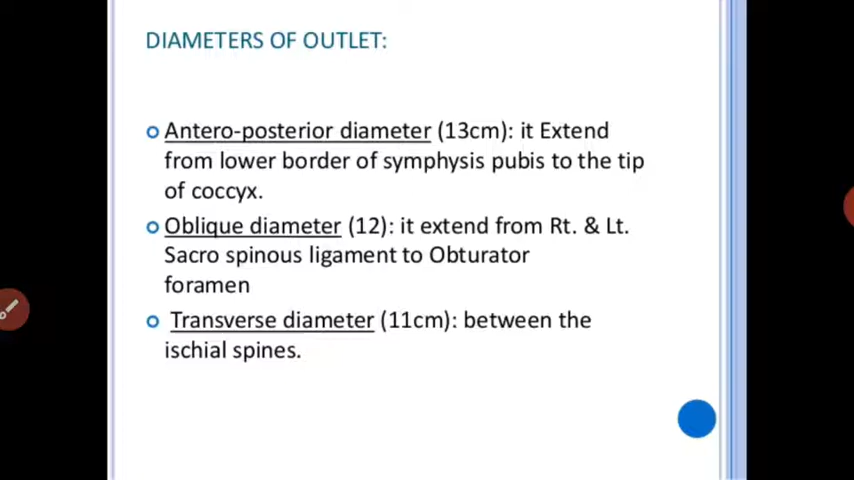 DIAMETERS OF OUTLET:
Antero-posterior diameter (13cm): it Extend
from lower border of symphysis pubis to the tip
of coccyx.
Oblique diameter (12): it extend from Rt. & Lt.
Sacro spinous ligament to Obturator
foramen
Transverse diameter (11cm): between the
ischial spines.